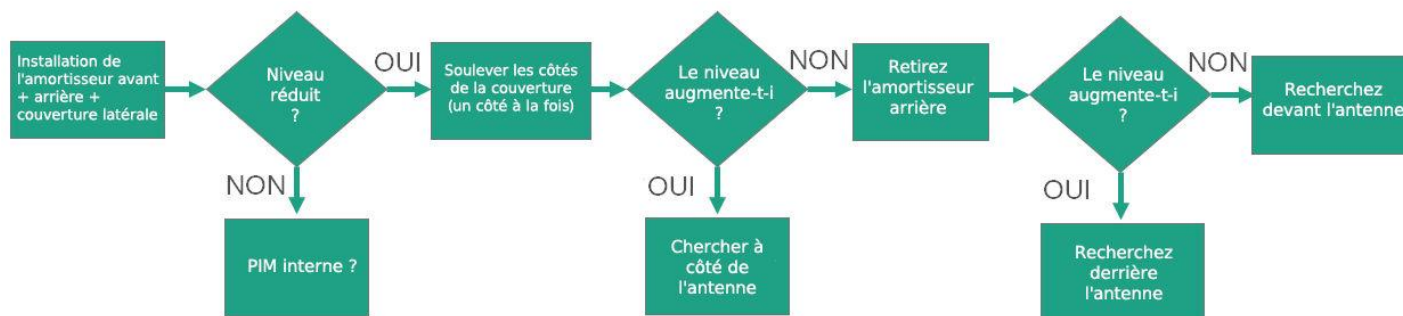 Installation de
l'amortisseur avant
+ arrière +
couverture latérale
Niveau
réduit
?
OUI
NON
PIM interne ?
Soulever les côtés
de la couverture
(un côté à la fois)
Le niveau
augmente-t-i
?
NON
OUI
Chercher à
côté de
l'antenne
Retirez
l'amortisseur
arrière
Le niveau
augmente-t-i
?
NON
OUI
Recherchez
derrière
l'antenne
Recherchez
devant l'antenne